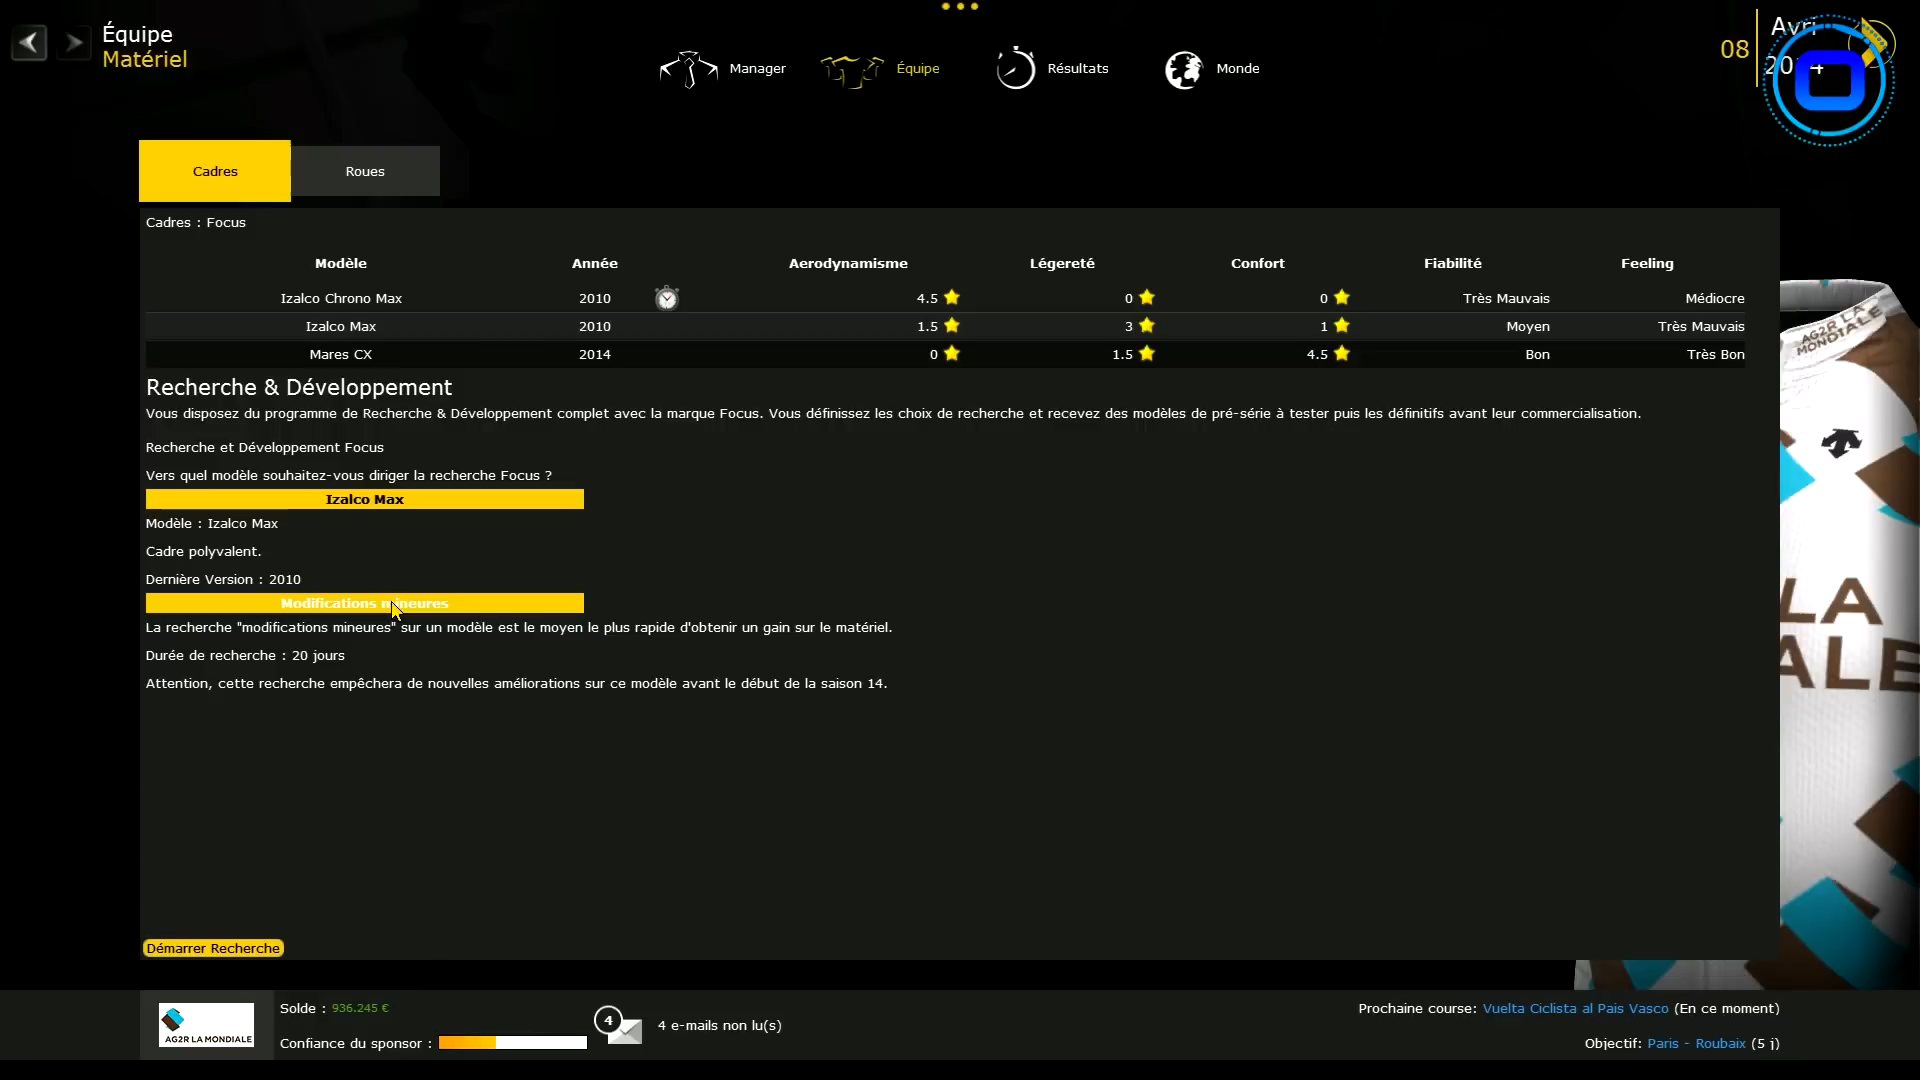 Équipe
Matériel
Manager
Équipe
Résultats
Monde
08
Avri
Cadres
Roues
Cadres : Focus
Modèle Année Aerodynamisme Légereté Confort Fiabilité Feeling
Izalco Chrono Max 2010 4.5 0 0 Très Mauvais Médiocre
Izalco Max 2010 1.5 3 1 Moyen Très Mauvais
Mares CX 2014 0 1.5 4.5 Bon Très Bon
Recherche & Développement
Vous disposez du programme de Recherche & Développement complet avec la marque Focus. Vous définissez les choix de recherche et recevez des modèles de pré-série à tester puis les définitifs avant leur commercialisation.
Recherche et Développement Focus
Vers quel modèle souhaitez-vous diriger la recherche Focus ?
Izalco Max
Modèle : Izalco Max
Cadre polyvalent.
Dernière Version : 2010
Modifications mineures
La recherche "modifications mineures" sur un modèle est le moyen le plus rapide d'obtenir un gain sur le matériel.
Durée de recherche : 20 jours
Attention, cette recherche empêchera de nouvelles améliorations sur ce modèle avant le début de la saison 14.
Démarrer Recherche
AG2R LA
MONDIALE
LA
ALE
AG2R LA MONDIALE
Solde : 936.245 €
Confiance du sponsor :
4
4 e-mails non lu(s)
Prochaine course: Vuelta Ciclista al Pais Vasco (En ce moment)
Objectif: Paris - Roubaix (5 j)